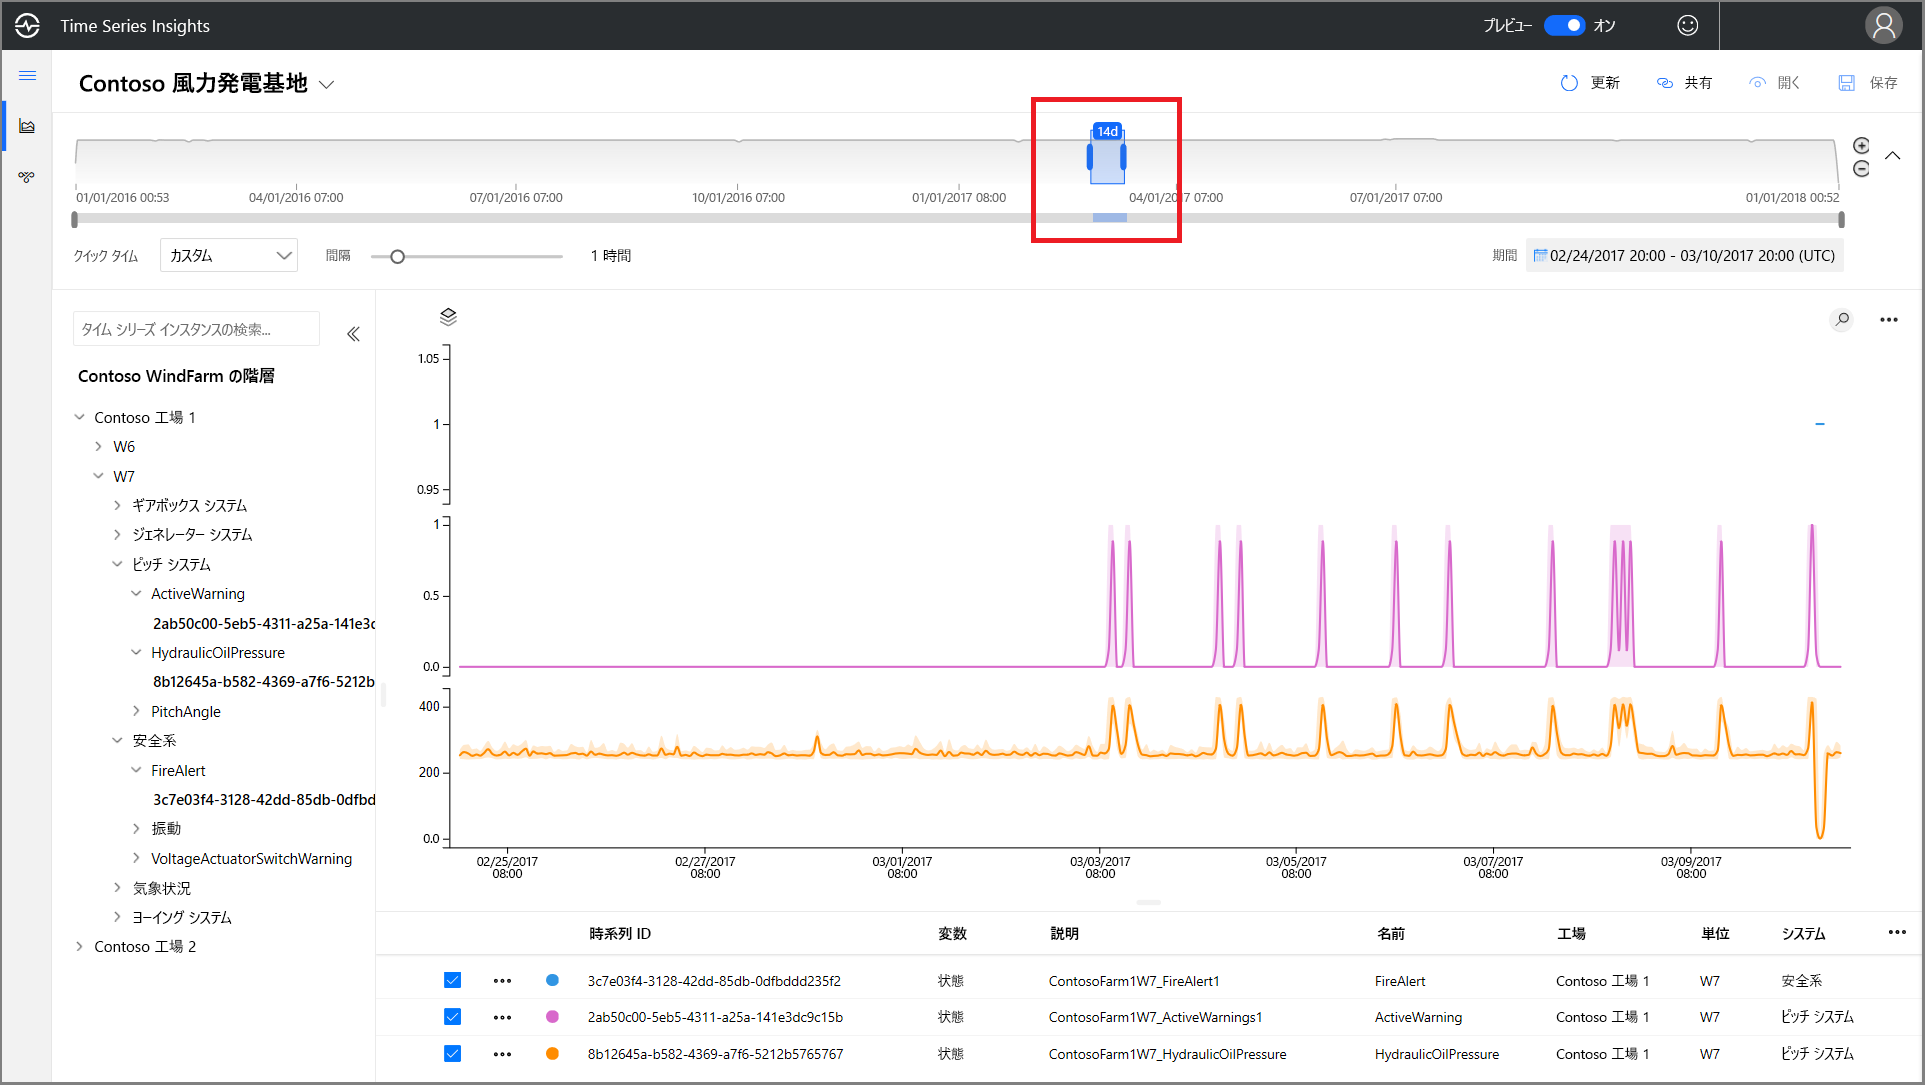 Time Series Insights
プレビュー オン
Contoso 風力発電基地
更新 共有 開く 保存
14d
01/01/2016 00:53 04/01/2016 07:00 07/01/2016 07:00 10/01/2016 07:00 01/01/2017 08:00 04/01/2017 07:00 07/01/2017 07:00 01/01/2018 00:52
クイック タイム カスタム 間隔 1 時間 期間 02/24/2017 20:00 - 03/10/2017 20:00 (UTC)
タイム シリーズ インスタンスの検索...
Contoso WindFarm の階層
Contoso 工場 1
W6
W7
ギアボックス システム
ジェネレーター システム
ピッチ システム
ActiveWarning
2ab50c00-5eb5-4311-a25a-141e3c
HydraulicOilPressure
8b12645a-b582-4369-a7f6-5212b
PitchAngle
安全系
FireAlert
3c7e03f4-3128-42dd-85db-0dfbd
振動
VoltageActuatorSwitchWarning
気象状況
ヨーイング システム
Contoso 工場 2
1.05
1
0.95
1
0.5
0.0
400
200
0.0
02/25/2017 02/27/2017 03/01/2017 03/03/2017 03/05/2017 03/07/2017 03/09/2017
08:00 08:00 08:00 08:00 08:00 08:00 08:00
時系列 ID 変数 説明 名前 工場 単位 システム
3c7e03f4-3128-42dd-85db-0dfbddd235f2 状態 ContosoFarm1W7_FireAlert1 FireAlert Contoso 工場 1 W7 安全系
2ab50c00-5eb5-4311-a25a-141e3dc9c15b 状態 ContosoFarm1W7_ActiveWarnings1 ActiveWarning Contoso 工場 1 W7 ピッチ システム
8b12645a-b582-4369-a7f6-5212b5765767 状態 ContosoFarm1W7_HydraulicOilPressure HydraulicOilPressure Contoso 工場 1 W7 ピッチ システム